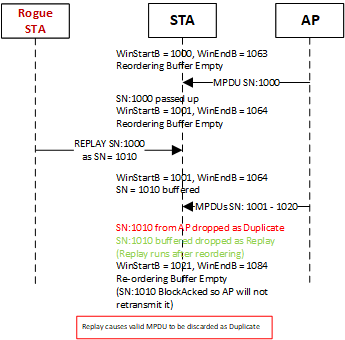 Rogue
STA
STA
AP
WinStartB = 1000, WinEndB = 1063
Reordering Buffer Empty
MPDU SN:1000
SN:1000 passed up
WinStartB = 1001, WinEndB = 1064
Reordering Buffer Empty
REPLAY SN:1000
as SN = 1010
WinStartB = 1001, WinEndB = 1064
SN = 1010 buffered
MPDUs SN: 1001 - 1020
SN:1010 from AP dropped as Duplicate
SN:1010 buffered dropped as Replay
(Replay runs after reordering)
WinStartB = 1021, WinEndB = 1084
Re-ordering Buffer Empty
(SN:1010 BlockAcked so AP will not
retransmit it)
Replay causes valid MPDU to be discarded as Duplicate